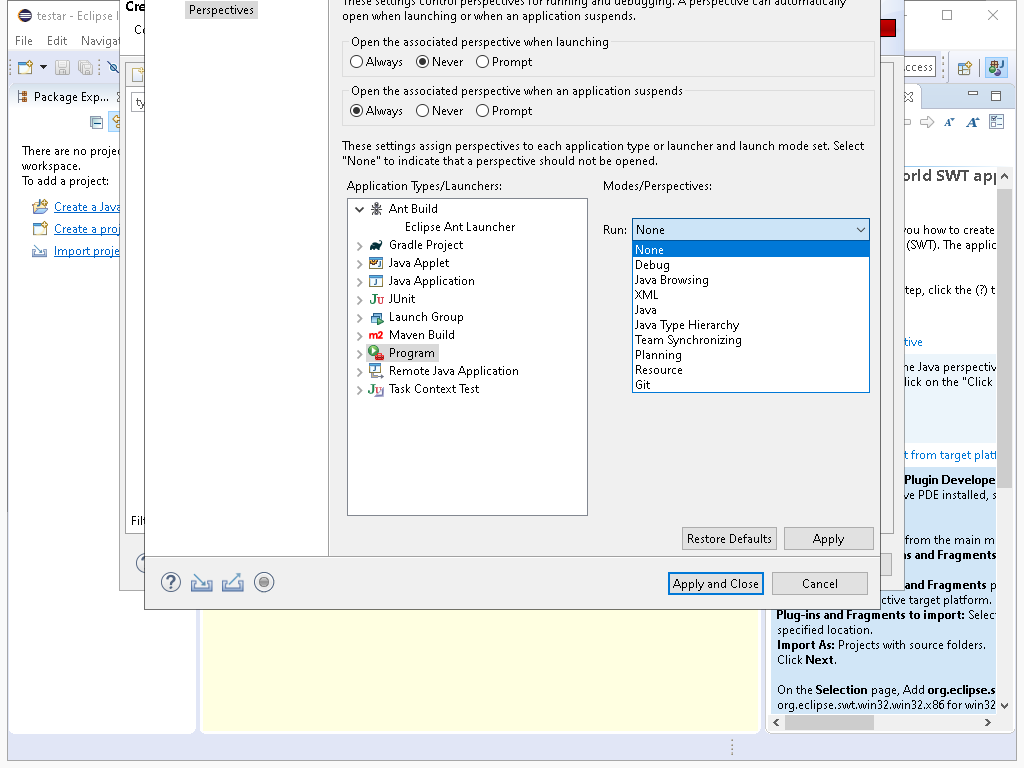 testar - Eclipse I
Cre
Perspectives
These settings control perspectives for running and debugging. A perspective can automatically
open when launching or when an application suspends.
File Edit Navigat
Open the associated perspective when launching
Always Never Prompt
ccess
Package Exp...
Open the associated perspective when an application suspends
Always Never Prompt
There are no proje
workspace.
To add a project:
Create a Java
Create a proj
Import proje
These settings assign perspectives to each application type or launcher and launch mode set. Select
"None" to indicate that a perspective should not be opened.
Application Types/Launchers:
Ant Build
Eclipse Ant Launcher
Gradle Project
Java Applet
Java Application
JUnit
Launch Group
Maven Build
Program
Remote Java Application
Task Context Test
Modes/Perspectives:
Run: None
None
Debug
Java Browsing
XML
Java
Java Type Hierarchy
Team Synchronizing
Planning
Resource
Git
Restore Defaults Apply
Apply and Close Cancel
orld SWT app
you how to create
(SWT). The applic
tep, click the (?) t
tive
he Java perspectiv
lick on the "Click
t from target platf
Plugin Develope
ve PDE installed, s
from the main m
ns and Fragments
and Fragments p
ctive target platform.
Plug-ins and Fragments to import: Selec
specified location.
Import As: Projects with source folders.
Click Next.
On the Selection page, Add org.eclipse.s
org.eclipse.swt.win32.win32.x86 for win32